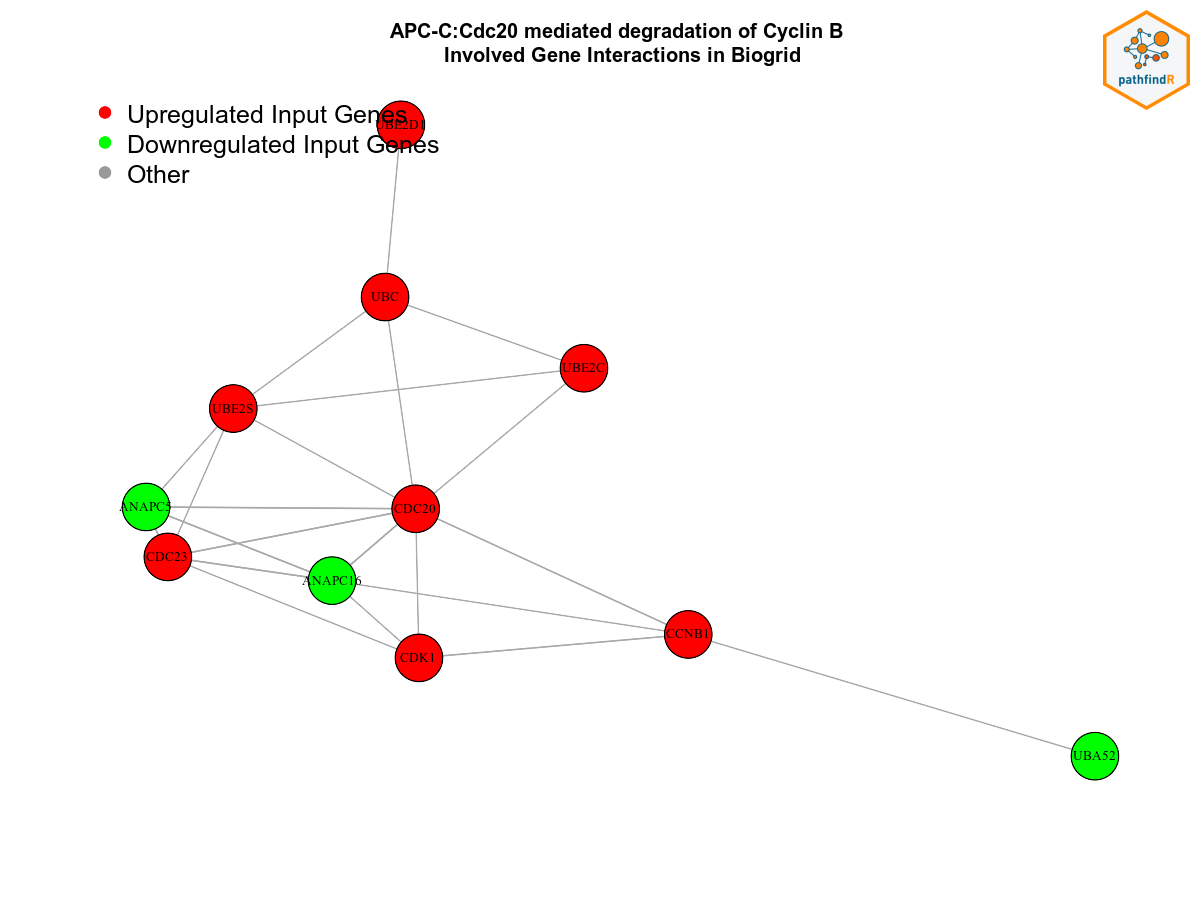 APC-C:Cdc20 mediated degradation of Cyclin B
Involved Gene Interactions in Biogrid
pathfindR
Upregulated Input Genes
Downregulated Input Genes
Other
UBE2D1
UBC
UBE2C
UBE2S
ANAPC5
CDC20
CDC23
ANAPC16
CCNB1
CDK1
UBA52